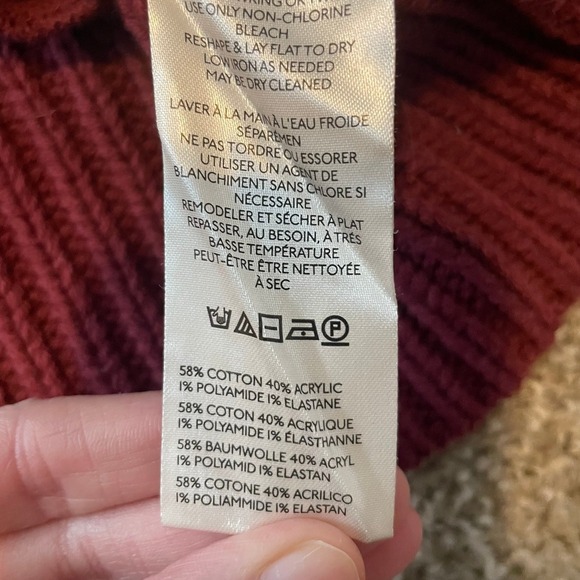 WRING OR
USE ONLY NON-CHLORINE
BLEACH
RESHAPE & LAY FLAT TO DRY
LOW IRON AS NEEDED
MAY BE DRY CLEANED
LAVER À LA MAIN À L'EAU FROIDE
SÉPARÉMEN
NE PAS TORDRE OU ESSORER
UTILISER UN AGENT DE
BLANCHIMENT SANS CHLORE SI
NÉCESSAIRE
REMODELER ET SÉCHER À PLAT
REPASSER, AU BESOIN, À TRÈS
BASSE TEMPÉRATURE
PEUT-ÊTRE ÊTRE NETTOYÉE
À SEC
P
58% COTTON 40% ACRYLIC
1% POLYAMIDE 1% ELASTANE
58% COTON 40% ACRYLIQUE
1% POLYAMIDE 1% ÉLASTHANNE
58% BAUMWOLLE 40% ACRYL
1% POLYAMID 1% ELASTAN
58% COTONE 40% ACRILICO
1% POLIAMMIDE 1% ELASTAN